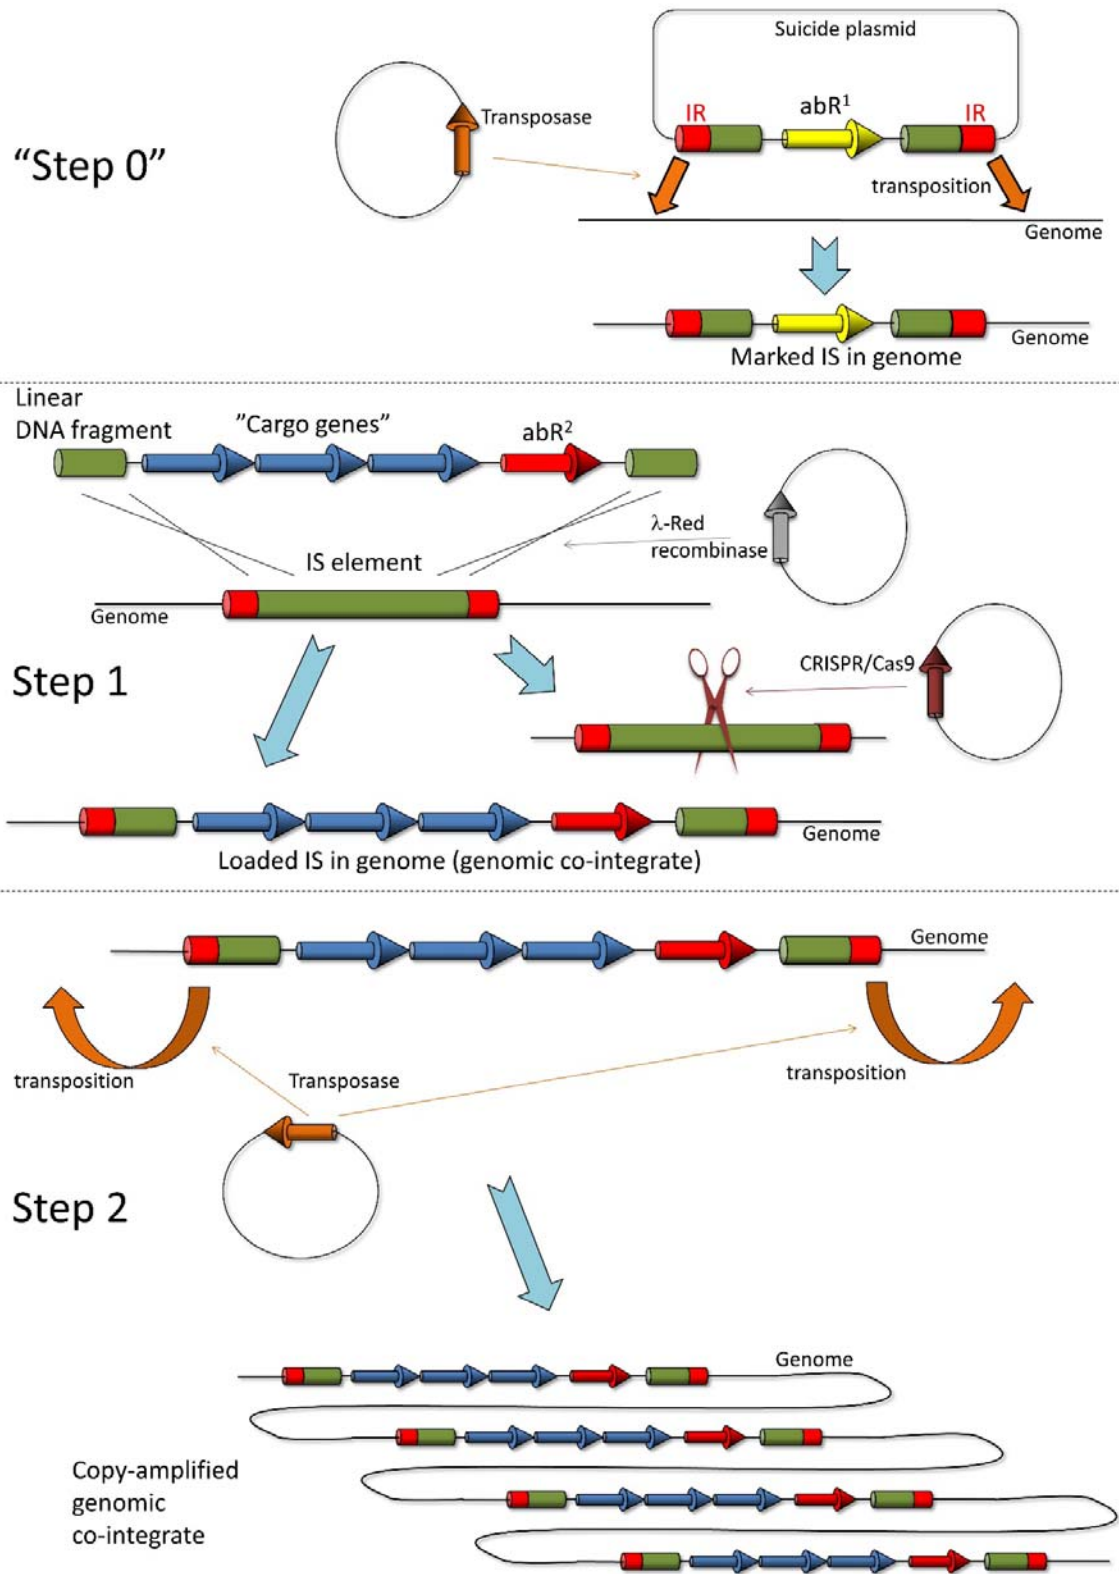 Suicide plasmid
Transposase
IR
abR¹
IR
"Step 0"
transposition
Genome
Genome
Marked IS in genome
Linear
DNA fragment
"Cargo genes"
abR²
λ-Red
recombinase
IS element
Genome
Step 1
CRISPR/Cas9
Genome
Loaded IS in genome (genomic co-integrate)
Genome
transposition
Transposase
transposition
Step 2
Genome
Copy-amplified
genomic
co-integrate